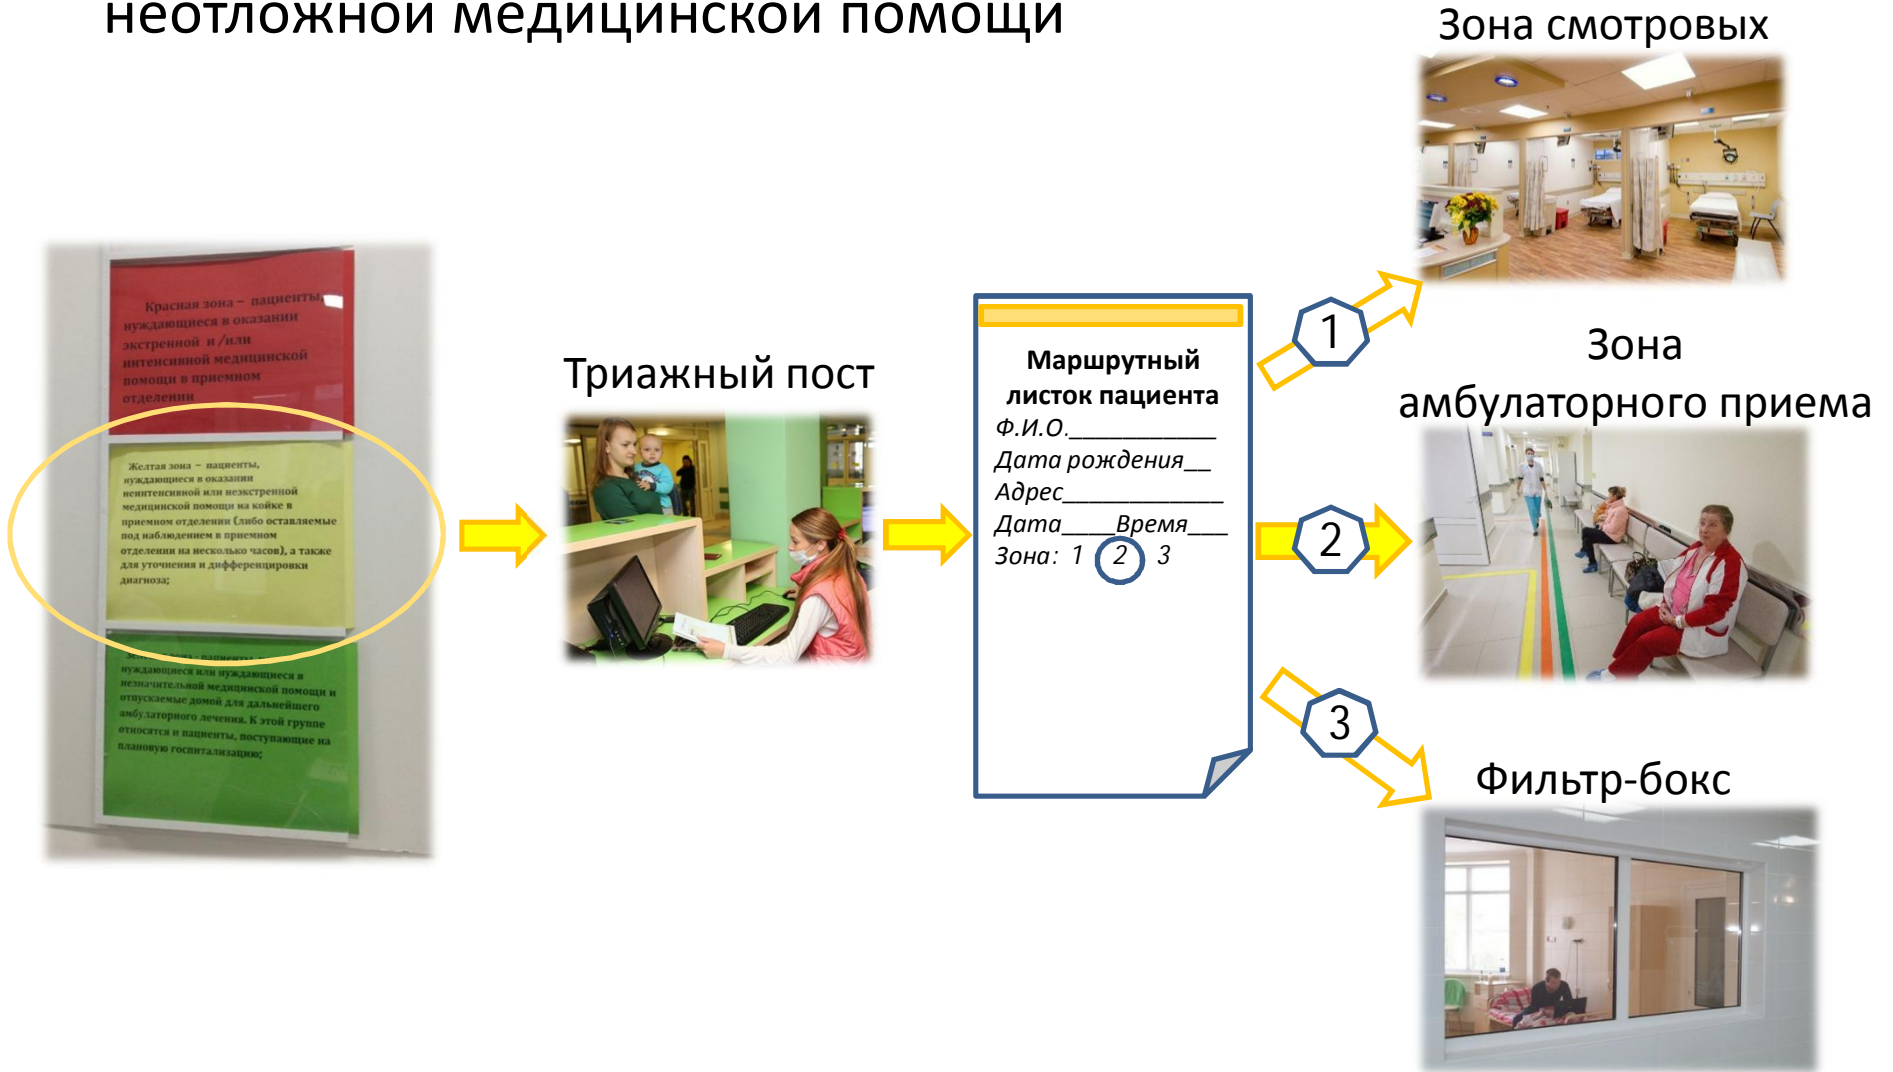 неотложной медицинской помощи
Красная зона – пациенты,
нуждающиеся в оказании
экстренной и /или
интенсивной медицинской
помощи в приемном
отделении
Желтая зона – пациенты,
нуждающиеся в оказании
неинтенсивной или неэкстренной
медицинской помощи на койке в
приемном отделении (либо оставляемые
под наблюдением в приемном
отделении на несколько часов), а также
для уточнения и дифференцировки
диагноза;
зона - пациенты,
нуждающиеся или нуждающиеся в
незначительной медицинской помощи и
отпускаемые домой для дальнейшего
амбулаторного лечения. К этой группе
относятся и пациенты, поступающие на
плановую госпитализацию;
Триажный пост
Маршрутный
листок пациента
Ф.И.О.___________
Дата рождения__
Адрес____________
Дата____Время___
Зона: 1 2 3
1
2
3
Зона смотровых
Зона
амбулаторного приема
Фильтр-бокс